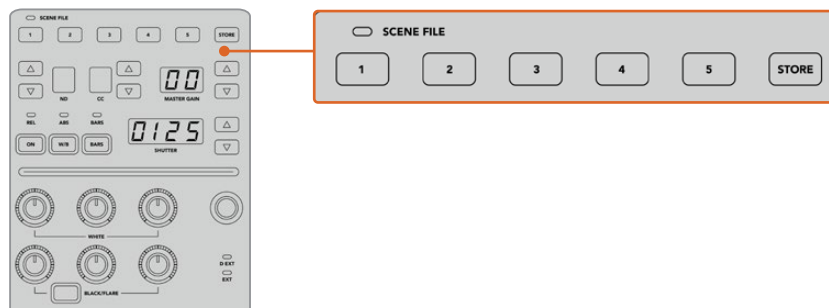 SCENE FILE
1 2 3 4 5 STORE
ND CC 00
MASTER GAIN
REL. ABS BARS
ON W/B BARS 0125
SHUTTER
WHITE
D EXT
EXT
BLACK/FLARE
SCENE FILE
1 2 3 4 5 STORE